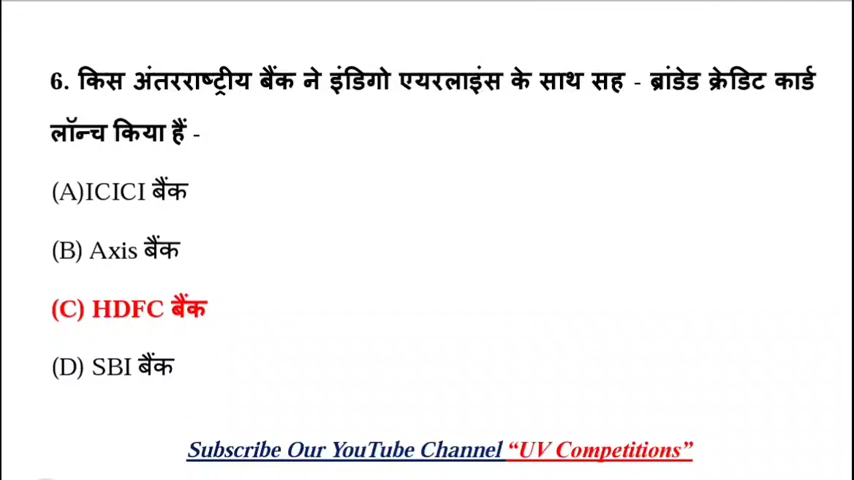 6. किस अंतरराष्ट्रीय बैंक ने इंडिगो एयरलाइंस के साथ सह - ब्रांडेड क्रेडिट कार्ड
लॉन्च किया हैं -
(A)ICICI बैंक
(B) Axis बैंक
(C) HDFC बैंक
(D) SBI बैंक
Subscribe Our YouTube Channel “UV Competitions”